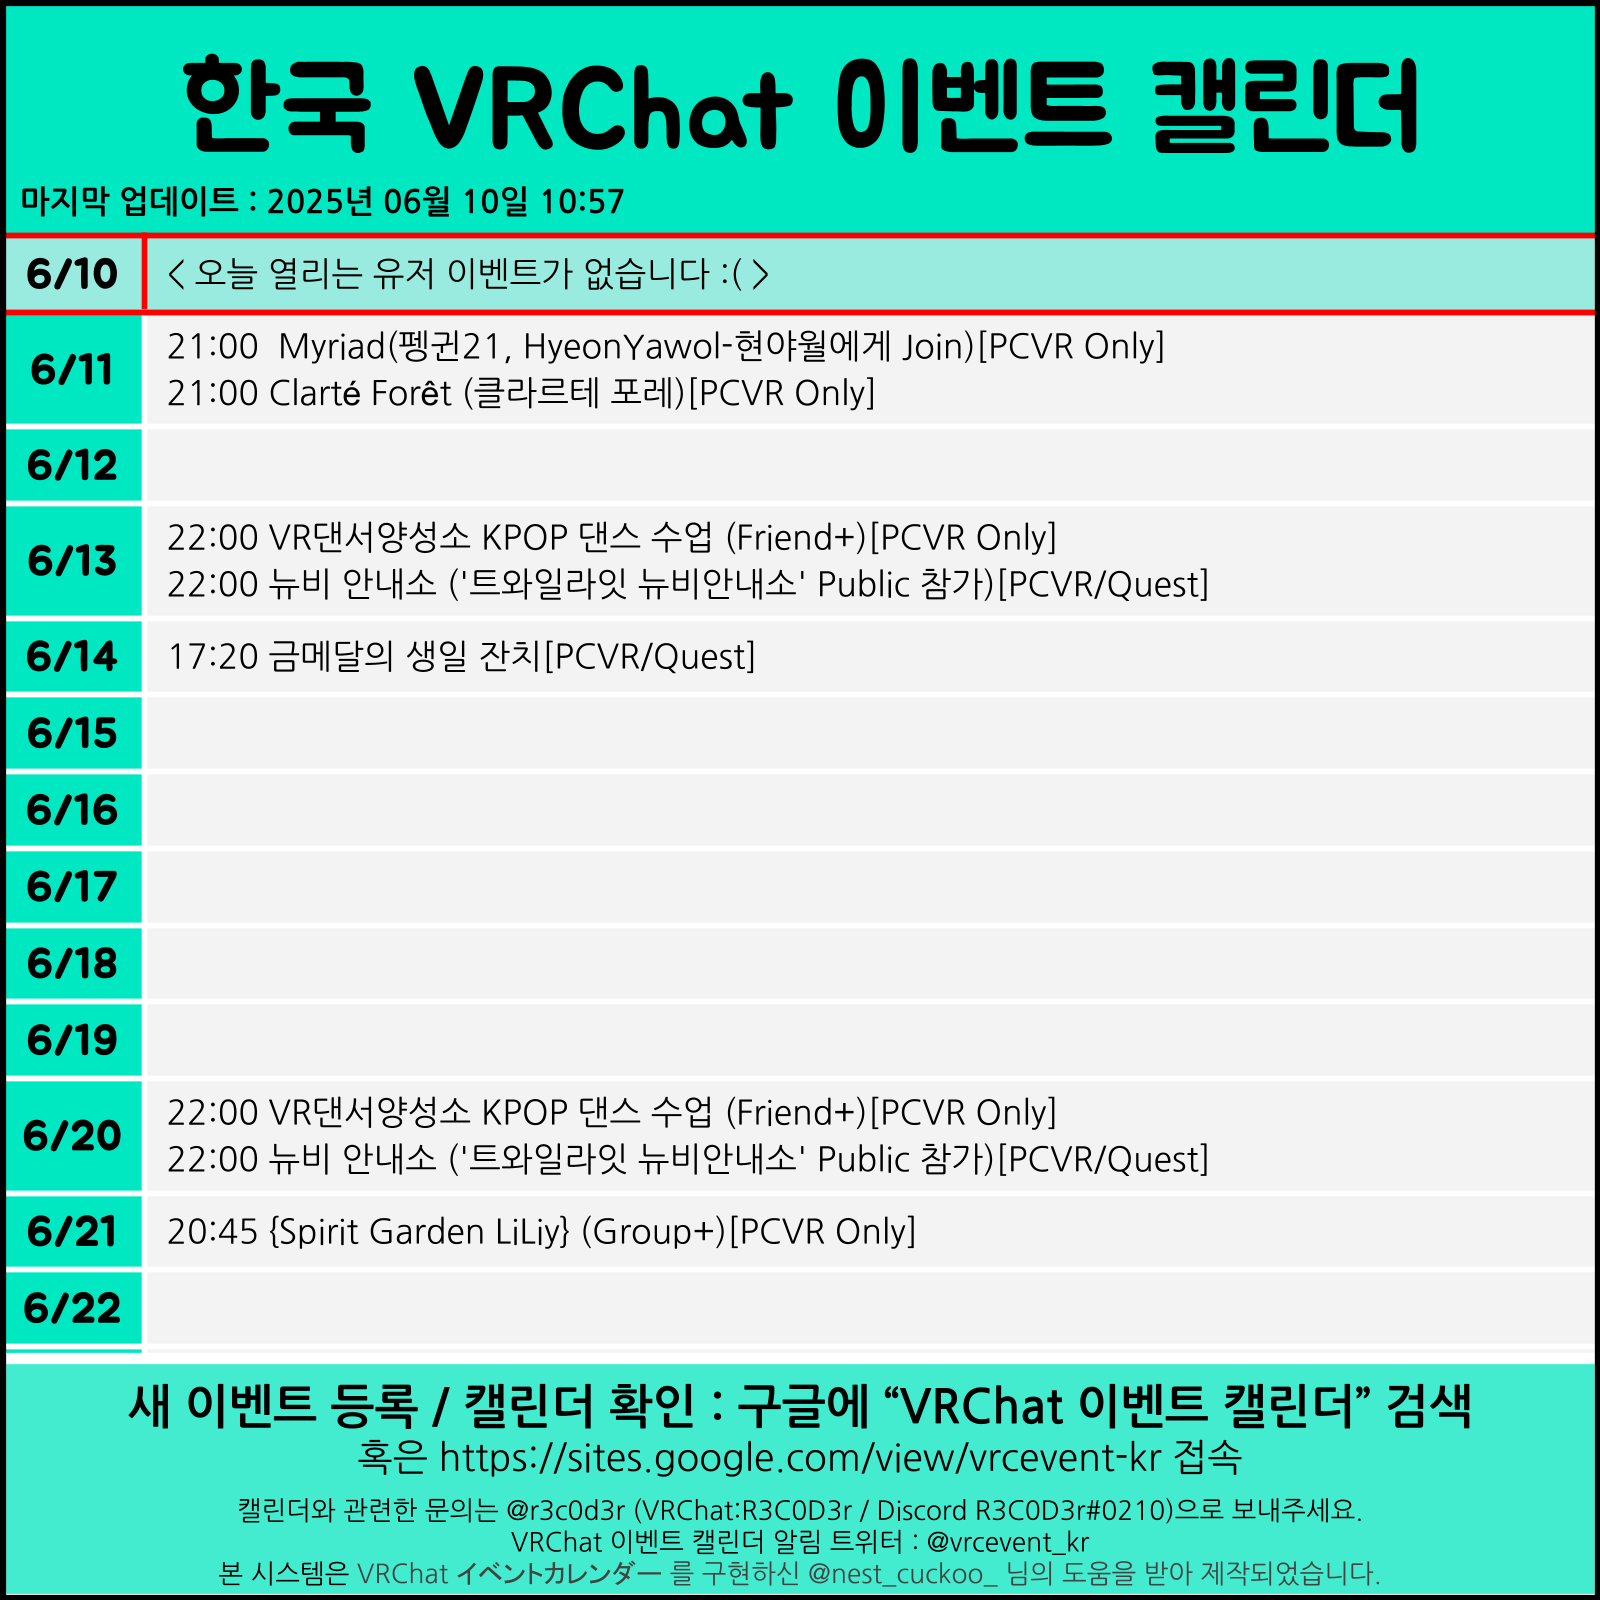 한국 VRChat 이벤트 캘린더
마지막 업데이트 : 2025년 06월 10일 10:57
6/10 < 오늘 열리는 유저 이벤트가 없습니다 :( >
6/11
21:00  Myriad(펭귄21, HyeonYawol-현야월에게 Join)[PCVR Only]
21:00 Clarté Forêt (클라르테 포레)[PCVR Only]
6/12
6/13
22:00 VR댄서양성소 KPOP 댄스 수업 (Friend+)[PCVR Only]
22:00 뉴비 안내소 ('트와일라잇 뉴비안내소' Public 참가)[PCVR/Quest]
6/14 17:20 금메달의 생일 잔치[PCVR/Quest]
6/15
6/16
6/17
6/18
6/19
6/20
22:00 VR댄서양성소 KPOP 댄스 수업 (Friend+)[PCVR Only]
22:00 뉴비 안내소 ('트와일라잇 뉴비안내소' Public 참가)[PCVR/Quest]
6/21 20:45 {Spirit Garden LiLiy} (Group+)[PCVR Only]
6/22
새 이벤트 등록 / 캘린더 확인 : 구글에 “VRChat 이벤트 캘린더” 검색
혹은 https://sites.google.com/view/vrcevent-kr 접속
캘린더와 관련한 문의는 @r3c0d3r (VRChat:R3C0D3r / Discord R3C0D3r#0210)으로 보내주세요.
VRChat 이벤트 캘린더 알림 트위터 : @vrcevent_kr
본 시스템은 VRChat イベントカレンダー 를 구현하신 @nest_cuckoo_ 님의 도움을 받아 제작되었습니다.